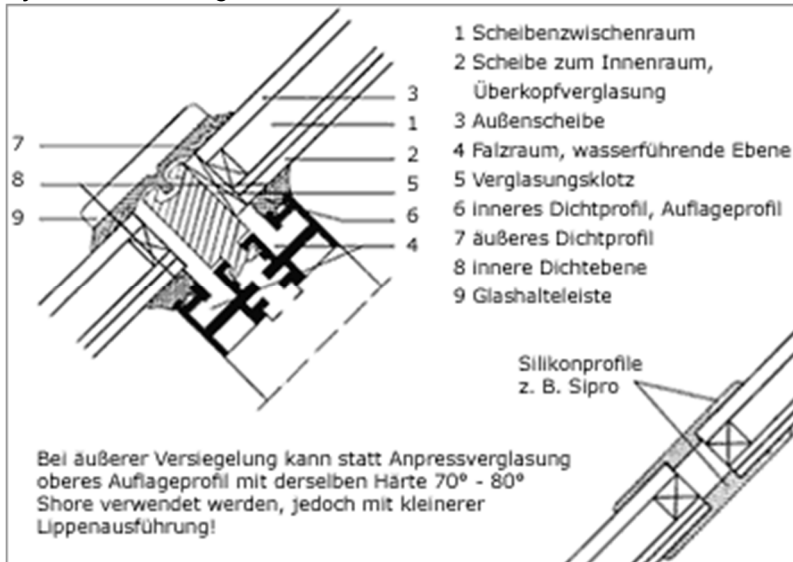 1 Scheibenzwischenraum
2 Scheibe zum Innenraum,
Überkopfverglasung
3 Außenscheibe
4 Falzraum, wasserführende Ebene
5 Verglasungsklotz
6 inneres Dichtprofil, Auflageprofil
7 äußeres Dichtprofil
8 innere Dichtebene
9 Glashalteleiste
3
1
2
5
6
4
7
8
9
Silikonprofile
z. B. Sipro
Bei äußerer Versiegelung kann statt Anpressverglasung
oberes Auflageprofil mit derselben Härte 70° - 80°
Shore verwendet werden, jedoch mit kleinerer
Lippenausführung!